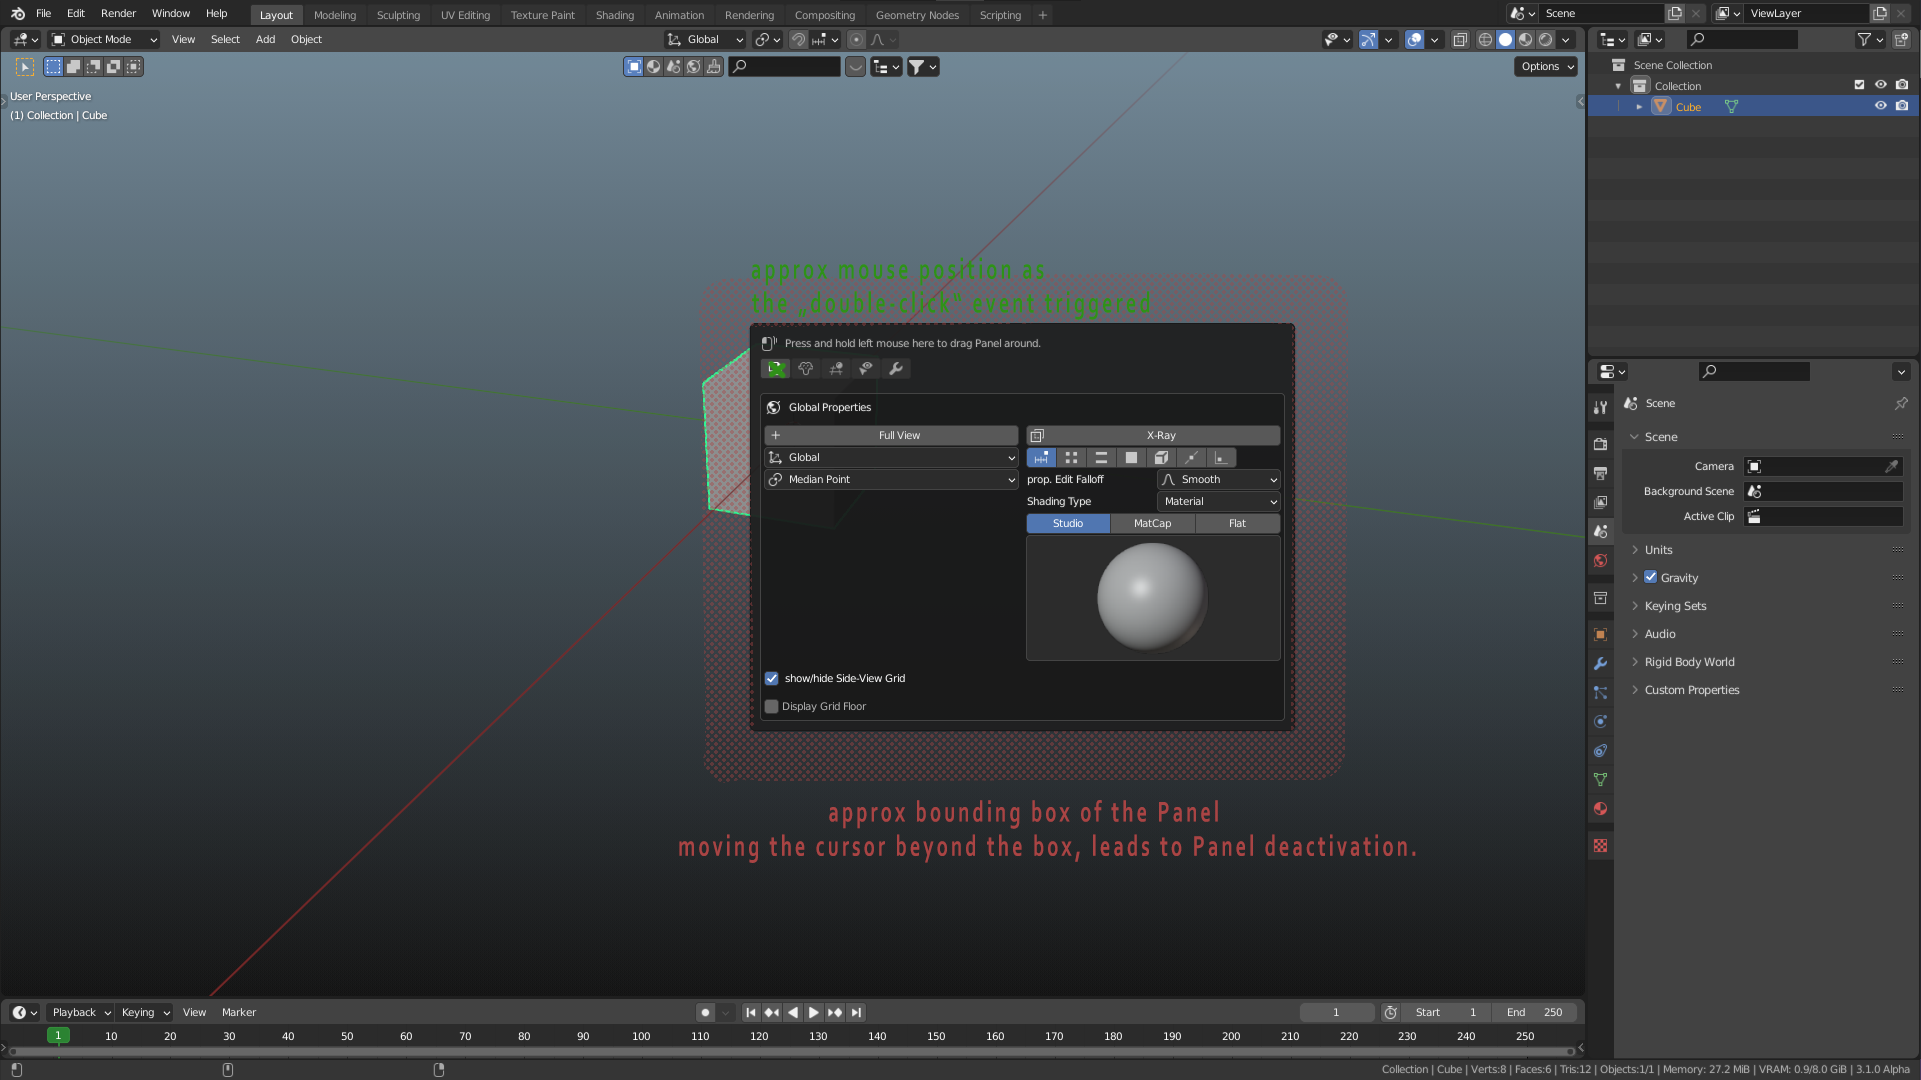 File Edit Render Window Help Layout Modeling Sculpting UV Editing Texture Paint Shading Animation Rendering Compositing Geometry Nodes Scripting + Scene ViewLayer
Object Mode View Select Add Object Global
Options
User Perspective
(1) Collection | Cube
Scene Collection
Collection
Cube
approx mouse position as
the „double-click“ event triggered
Press and hold left mouse here to drag Panel around.
Global Properties
Full View X-Ray
Global
Median Point prop. Edit Falloff Smooth
Shading Type Material
Studio MatCap Flat
show/hide Side-View Grid
Display Grid Floor
approx bounding box of the Panel
moving the cursor beyond the box, leads to Panel deactivation.
Scene
Scene
Camera
Background Scene
Active Clip
Units
Gravity
Keying Sets
Audio
Rigid Body World
Custom Properties
Playback Keying View Marker 1 Start 1 End 250
1 10 20 30 40 50 60 70 80 90 100 110 120 130 140 150 160 170 180 190 200 210 220 230 240 250
Collection | Cube | Verts:8 | Faces:6 | Tris:12 | Objects:1/1 | Memory: 27.2 MiB | VRAM: 0.9/8.0 GiB | 3.1.0 Alpha